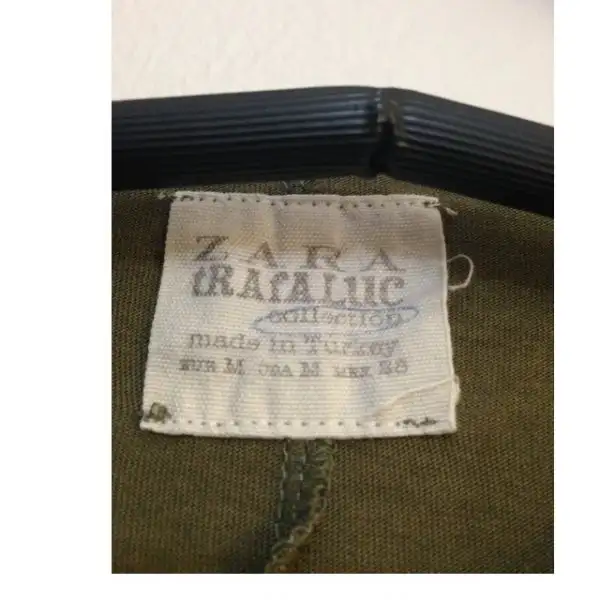 ZARA
tRAfALUC
collection
made in Turkey
EUR M USA M MEX 28